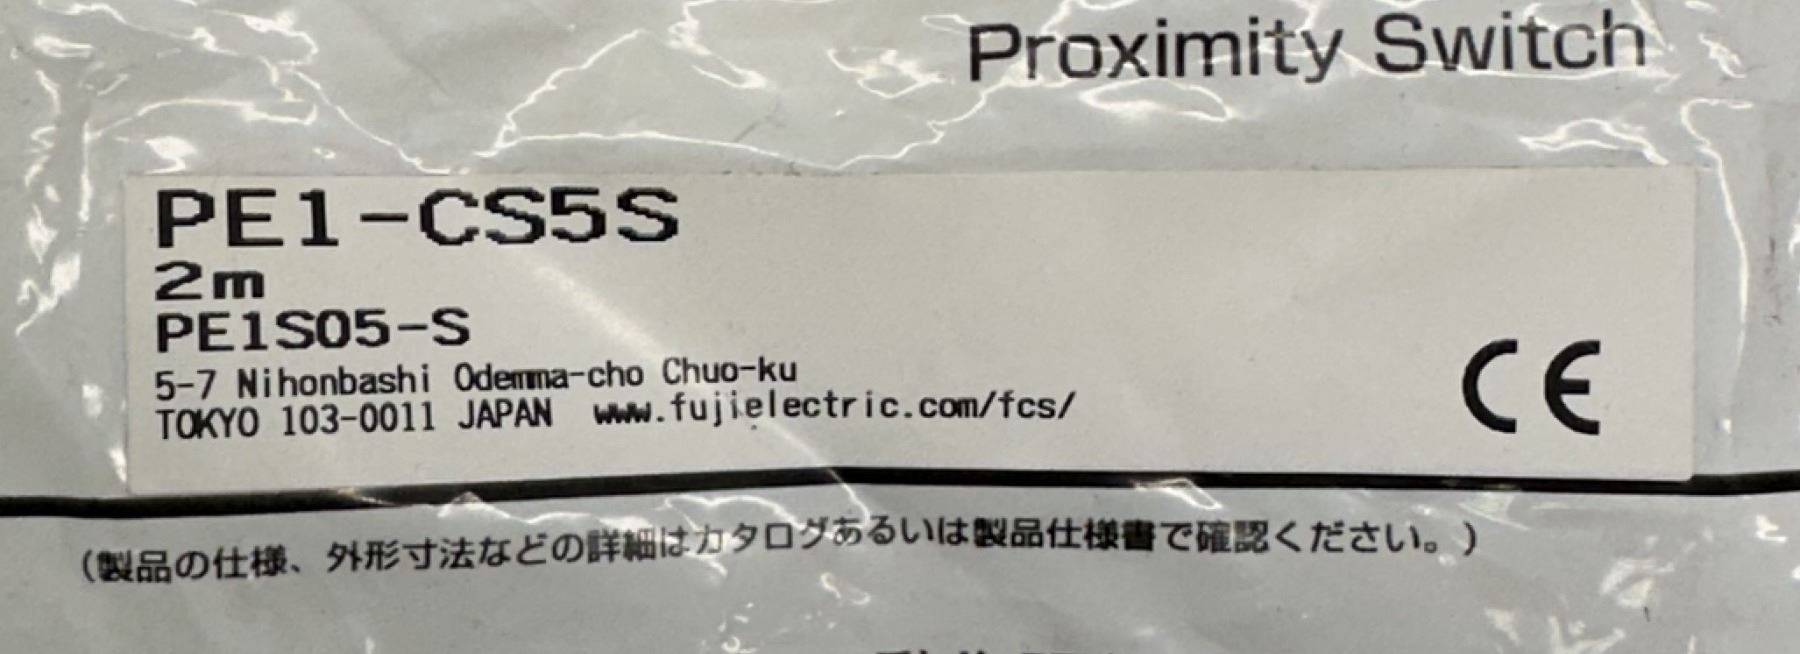 Proximity Switch
PE1-CS5S
2m
PE1S05-S
5-7 Nihonbashi Odemma-cho Chuo-ku
TOKYO 103-0011 JAPAN www.fujielectric.com/fcs/
CE
(製品の仕様、外形寸法などの詳細はカタログあるいは製品仕様書で確認ください。)